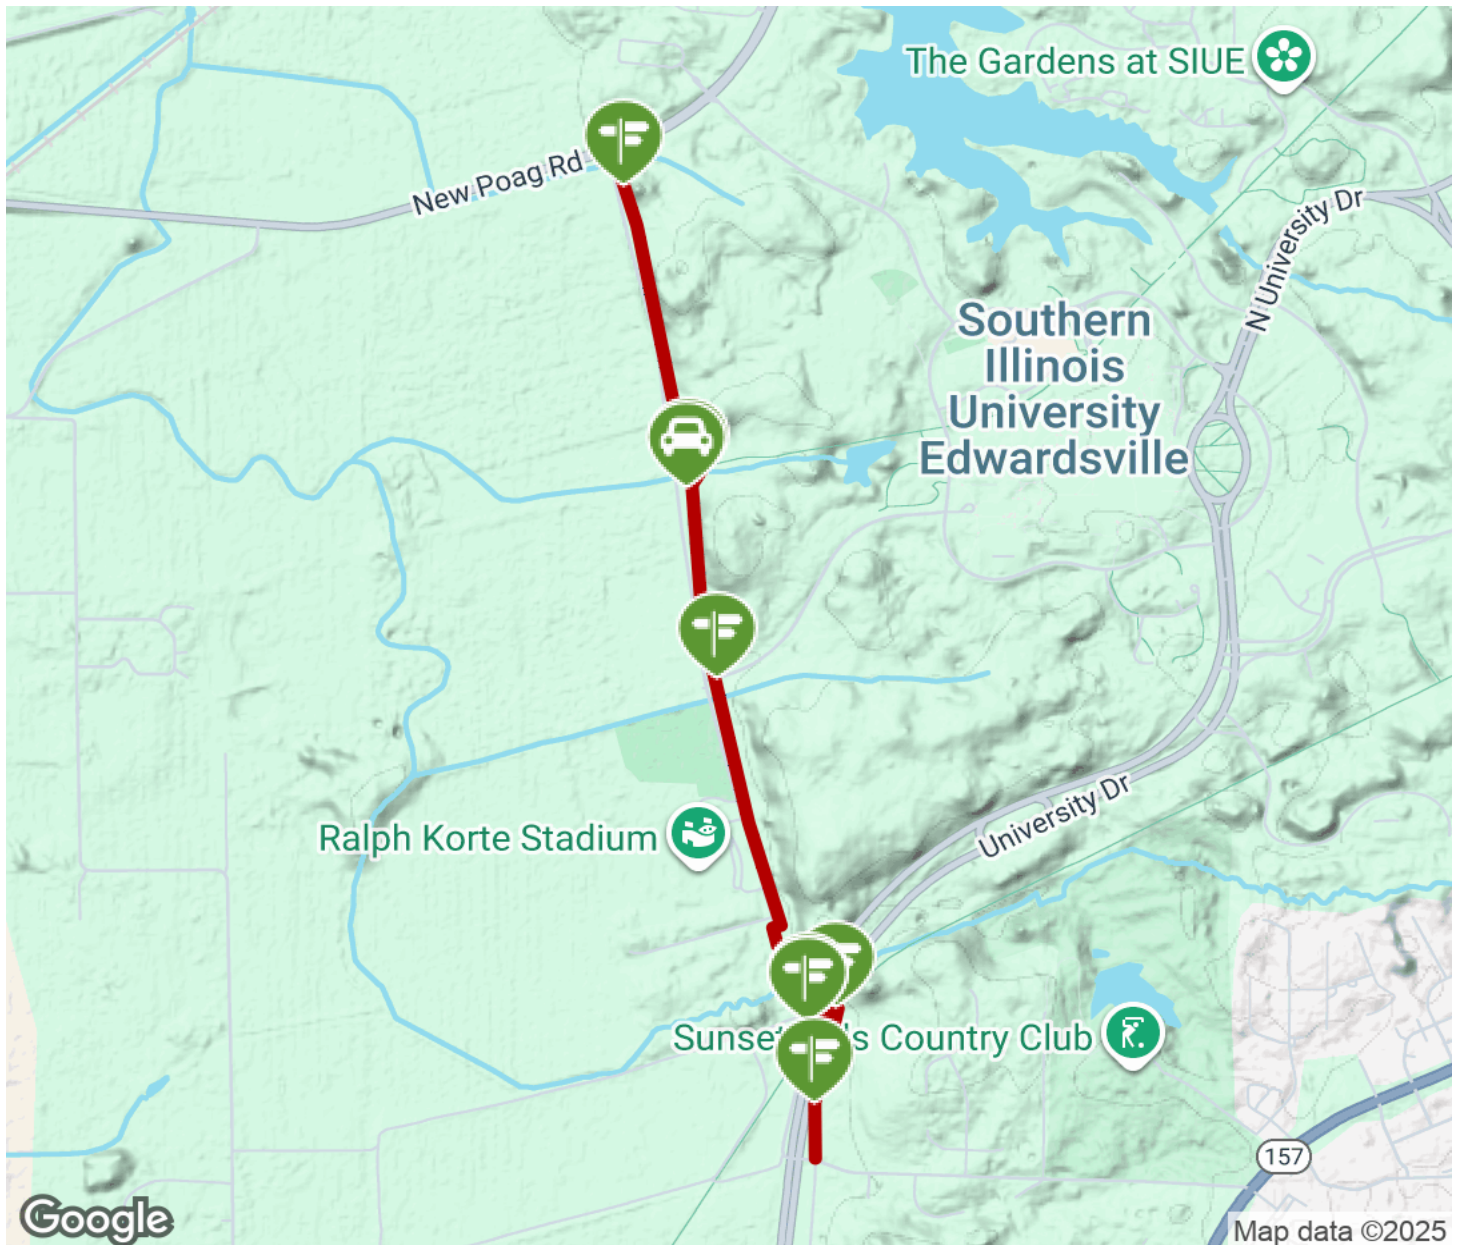 The Gardens at SIUE
New Poag Rd
N University Dr
Southern
Illinois
University
Edwardsville
University Dr
Ralph Korte Stadium
Sunse
s Country Club
157
Google
Map data ©2025